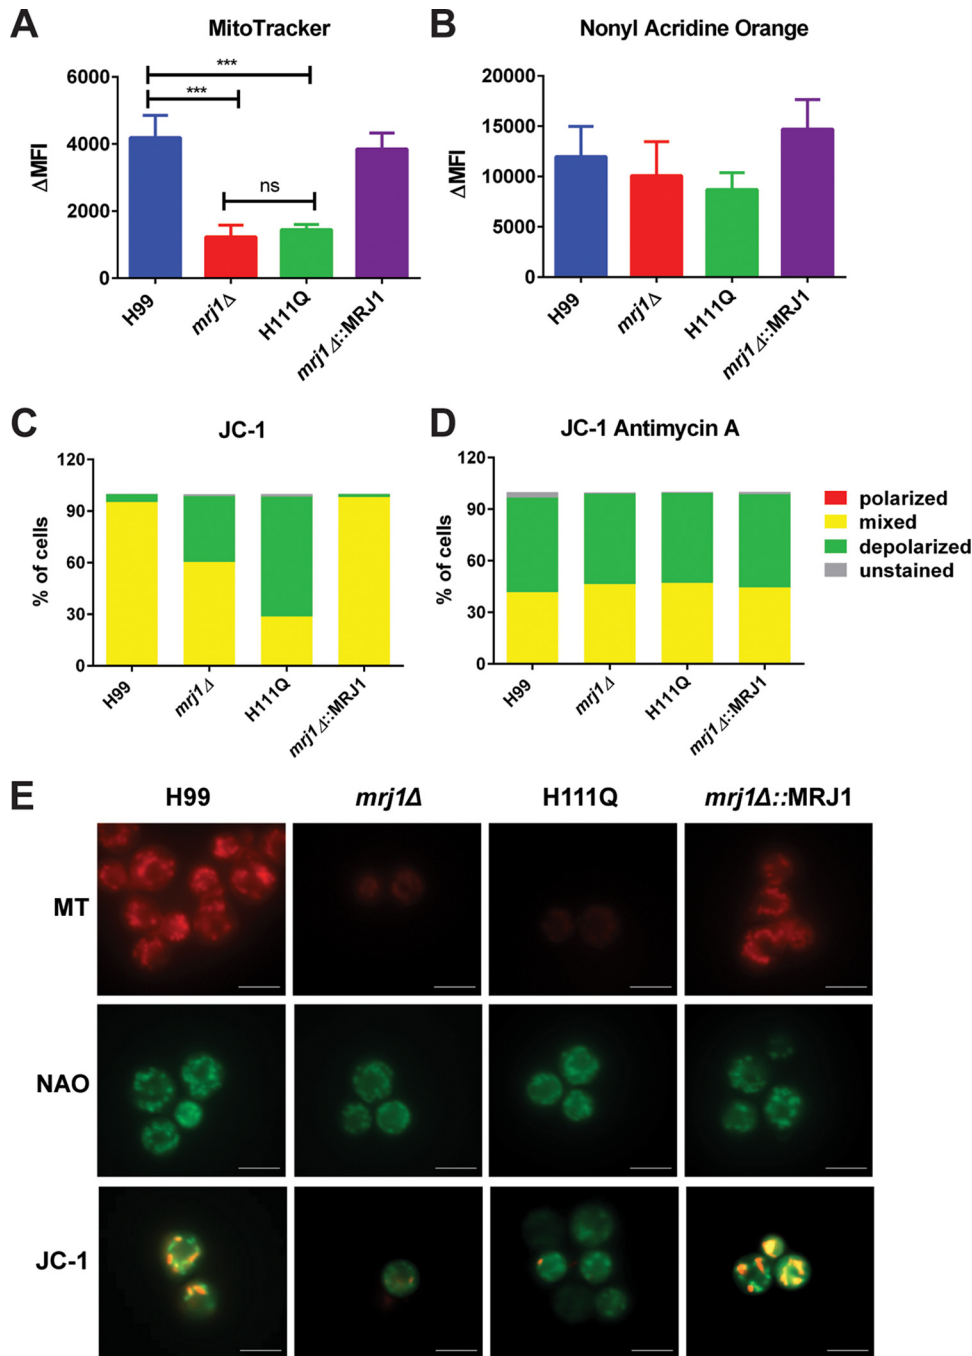 A
MitoTracker
ΔMFI
6000
4000
2000
0
***
***
ns
H99
mrj1Δ
H111Q
mrj1Δ::MRJ1
B
Nonyl Acridine Orange
ΔMFI
20000
15000
10000
5000
0
H99
mrj1Δ
H111Q
mrj1Δ::MRJ1
C
JC-1
% of cells
120
90
60
30
0
H99
mrj1Δ
H111Q
mrj1Δ::MRJ1
D
JC-1 Antimycin A
% of cells
120
90
60
30
0
H99
mrj1Δ
H111Q
mrj1Δ::MRJ1
polarized
mixed
depolarized
unstained
E
H99 mrj1Δ H111Q mrj1Δ::MRJ1
MT
NAO
JC-1